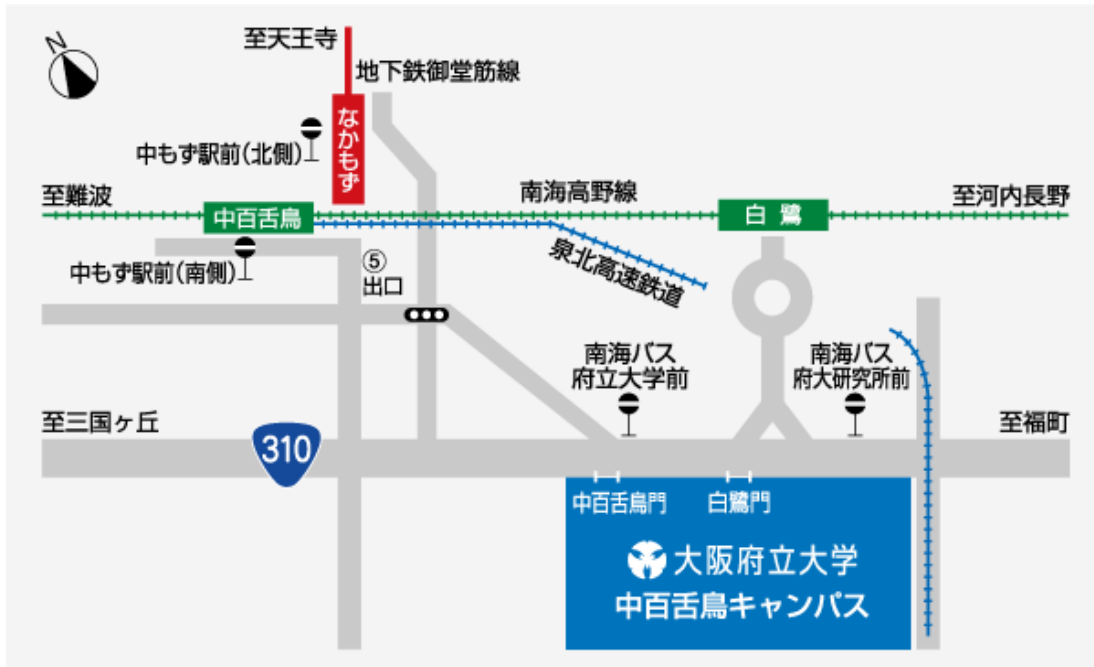 N
至天王寺
地下鉄御堂筋線
なかもず
中もず駅前(北側)
至難波
南海高野線
至河内長野
中百舌鳥
白鷺
中もず駅前(南側)
⑤
出口
泉北高速鉄道
南海バス
府立大学前
南海バス
府大研究所前
至三国ヶ丘
310
至福町
中百舌鳥門
白鷺門
大阪府立大学
中百舌鳥キャンパス